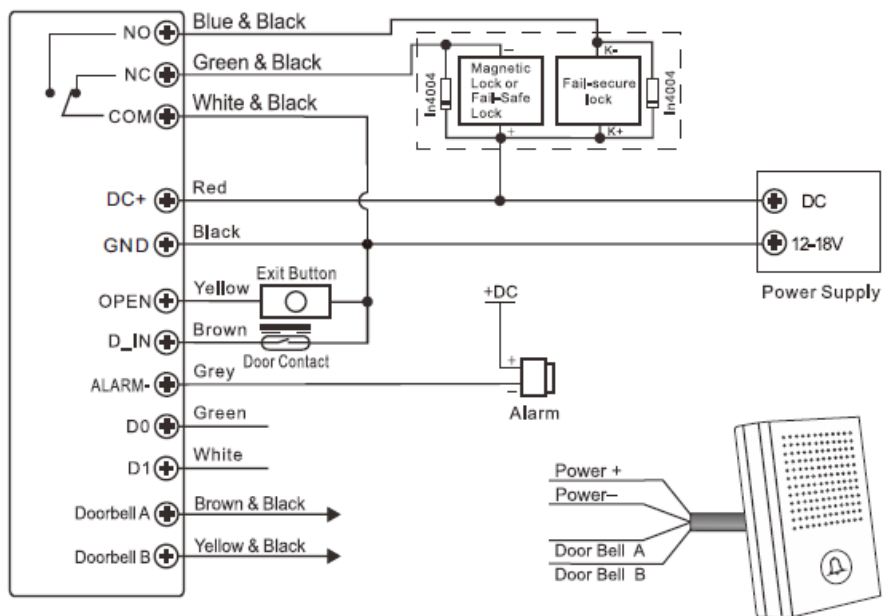 NO Blue & Black
NC Green & Black
COM White & Black
In4004
−
Magnetic
Lock or
Fail–Safe
Lock
+
K-
Fail-secure
lock
K+
In4004
DC+ Red
GND Black
DC
12–18V
Power Supply
OPEN Yellow
Exit Button
D_IN Brown
Door Contact
ALARM- Grey
+DC
+
−
Alarm
D0 Green
D1 White
Doorbell A Brown & Black
Doorbell B Yellow & Black
Power +
Power–
Door Bell A
Door Bell B